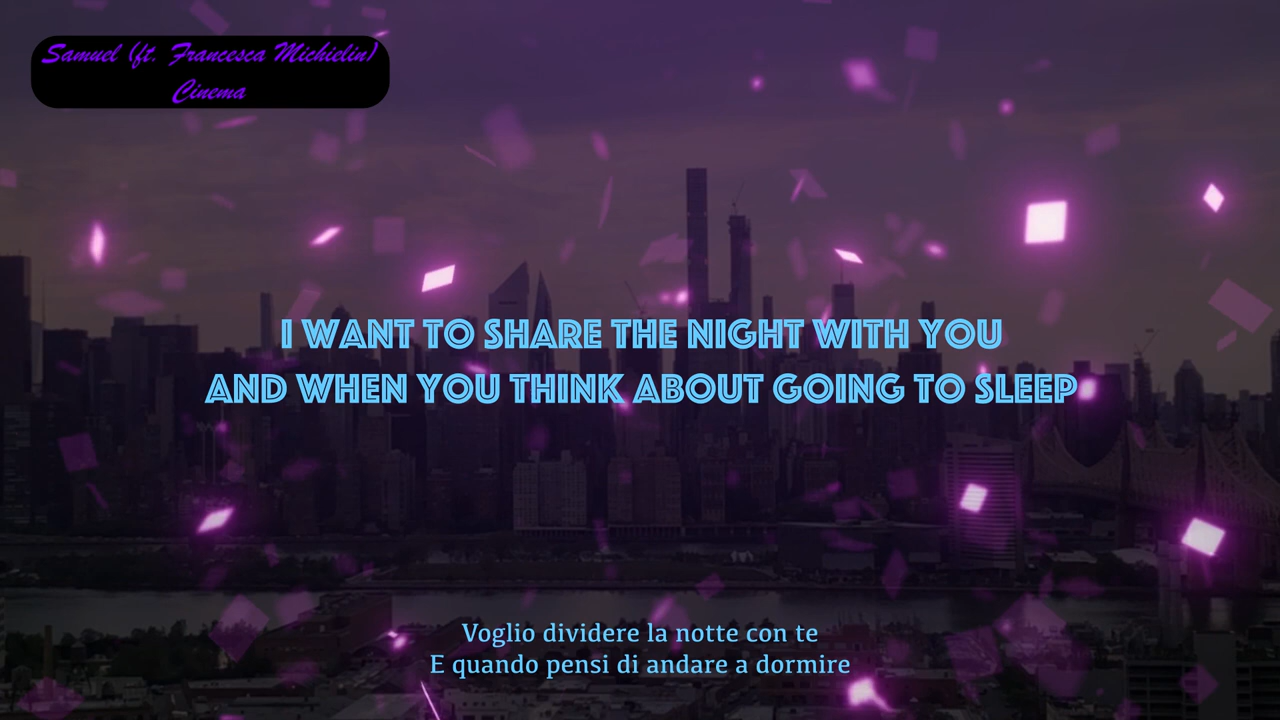 Samuel (ft. Francesca Michielin)
Cinema
I WANT TO SHARE THE NIGHT WITH YOU
AND WHEN YOU THINK ABOUT GOING TO SLEEP
Voglio dividere la notte con te
E quando pensi di andare a dormire